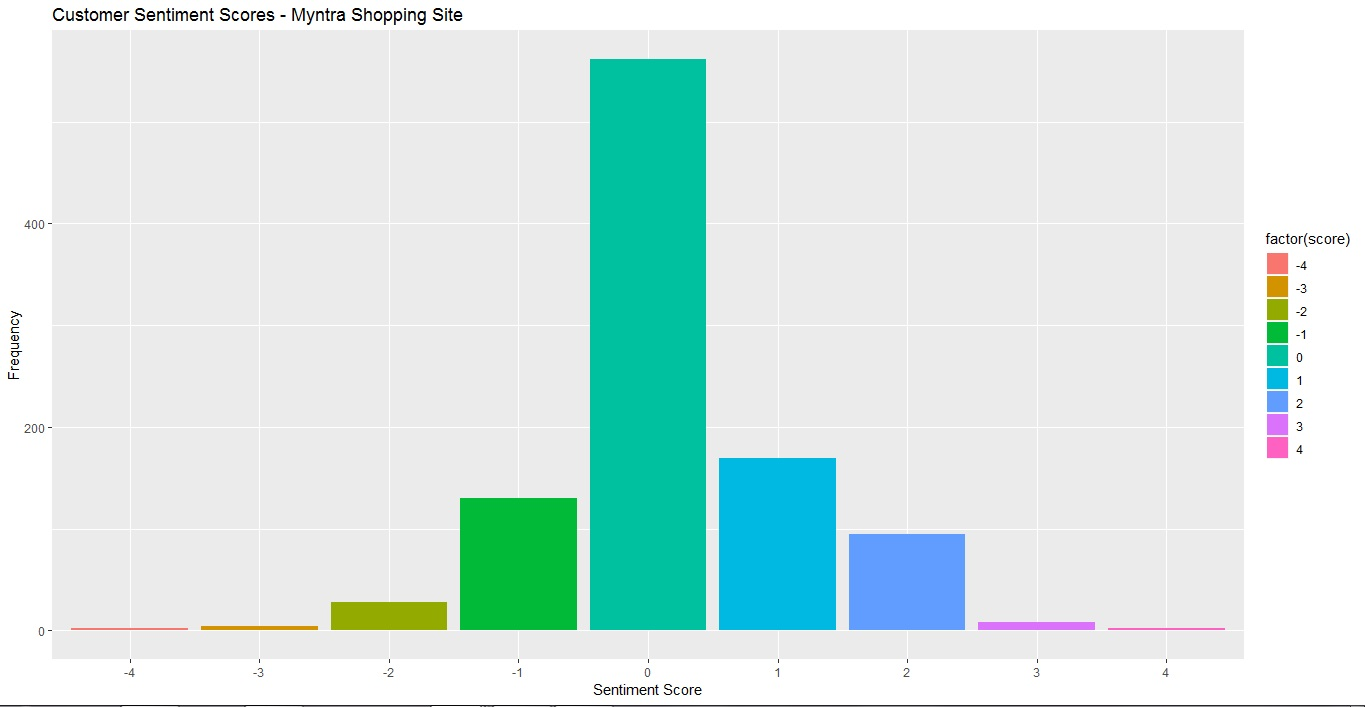 Customer Sentiment Scores - Myntra Shopping Site
Frequency
400
200
0
-4 -3 -2 -1 0 1 2 3 4
Sentiment Score
factor(score)
-4
-3
-2
-1
0
1
2
3
4